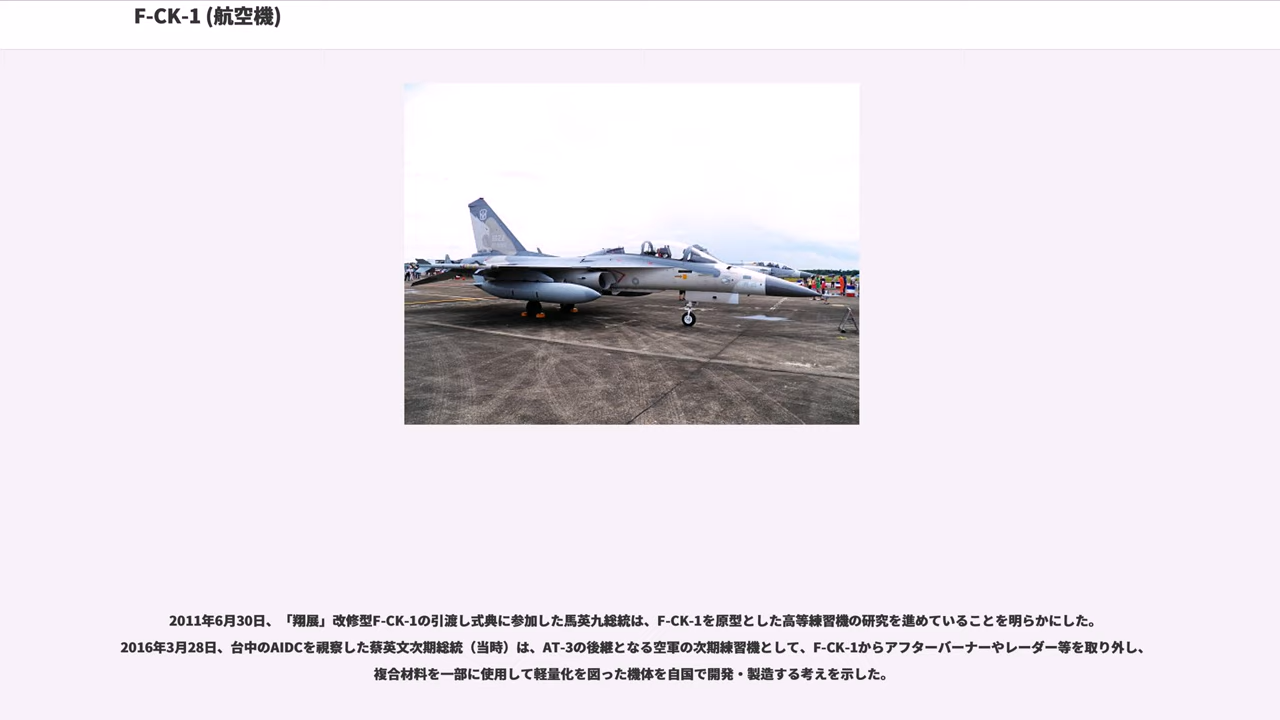 F-CK-1 (航空機)
2011年6月30日、「翔展」改修型F-CK-1の引渡し式典に参加した馬英九総統は、F-CK-1を原型とした高等練習機の研究を進めていることを明らかにした。
2016年3月28日、台中のAIDCを視察した蔡英文次期総統（当時）は、AT-3の後継となる空軍の次期練習機として、F-CK-1からアフターバーナーやレーダー等を取り外し、
複合材料を一部に使用して軽量化を図った機体を自国で開発・製造する考えを示した。